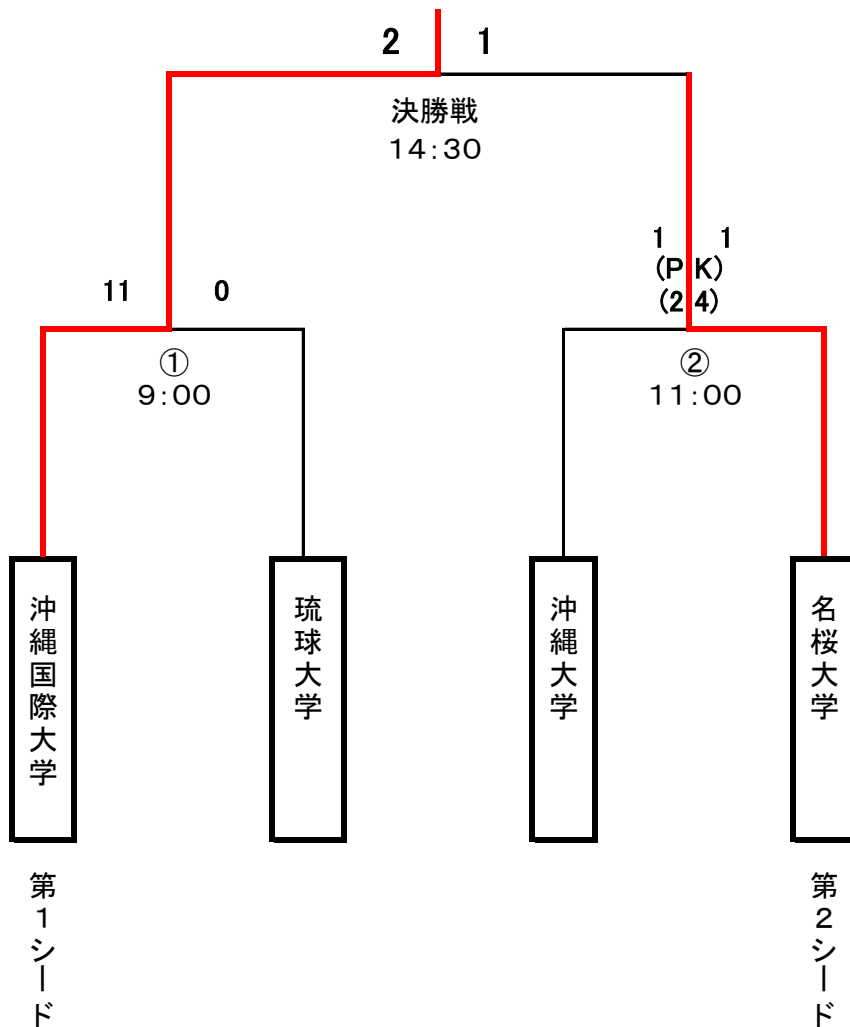 2 1
決勝戦
14:30
11 0
①
9:00
1 1
(PK)
(2 4)
②
11:00
沖縄国際大学
琉球大学
沖縄大学
名桜大学
第1シード
第2シード